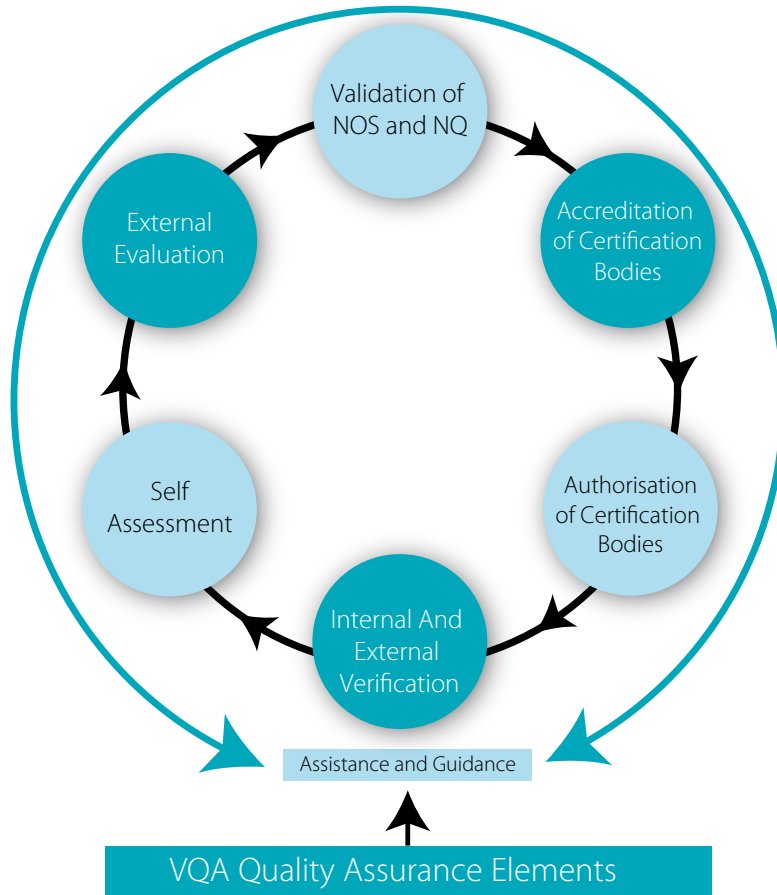 Validation of
NOS and NQ
Accreditation
of Certification
Bodies
Authorisation
of Certification
Bodies
Internal And
External
Verification
Self
Assessment
External
Evaluation
Assistance and Guidance
VQA Quality Assurance Elements